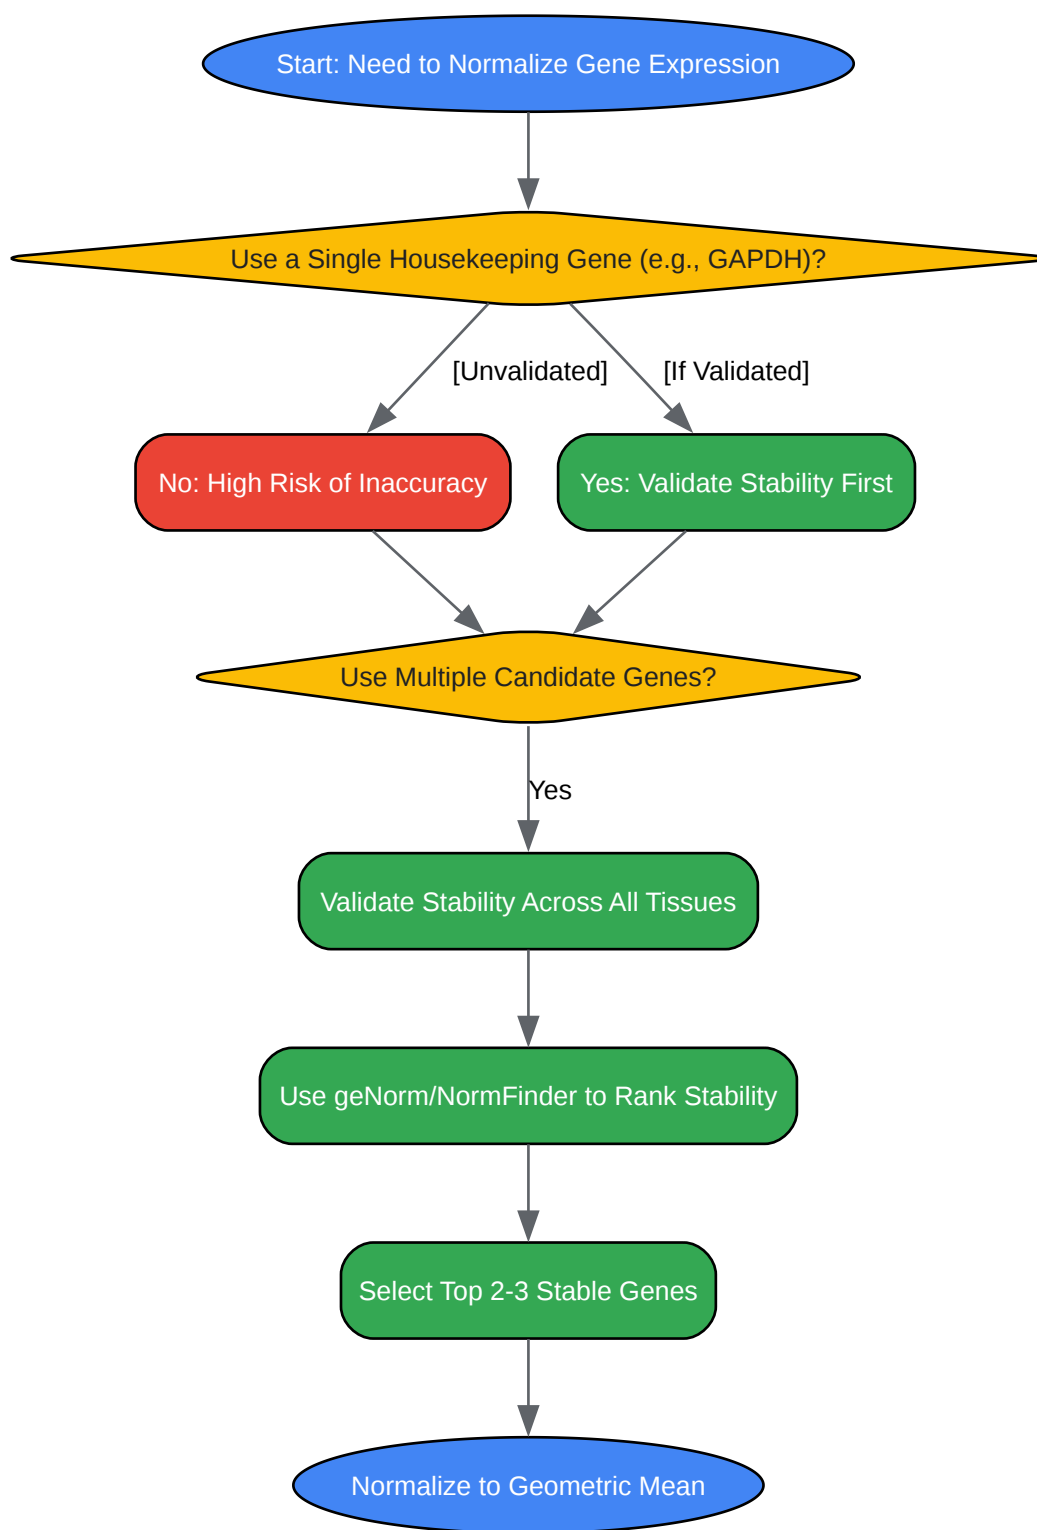 Start: Need to Normalize Gene Expression
Use a Single Housekeeping Gene (e.g., GAPDH)?
[Unvalidated]
[If Validated]
No: High Risk of Inaccuracy
Yes: Validate Stability First
Use Multiple Candidate Genes?
Yes
Validate Stability Across All Tissues
Use geNorm/NormFinder to Rank Stability
Select Top 2-3 Stable Genes
Normalize to Geometric Mean